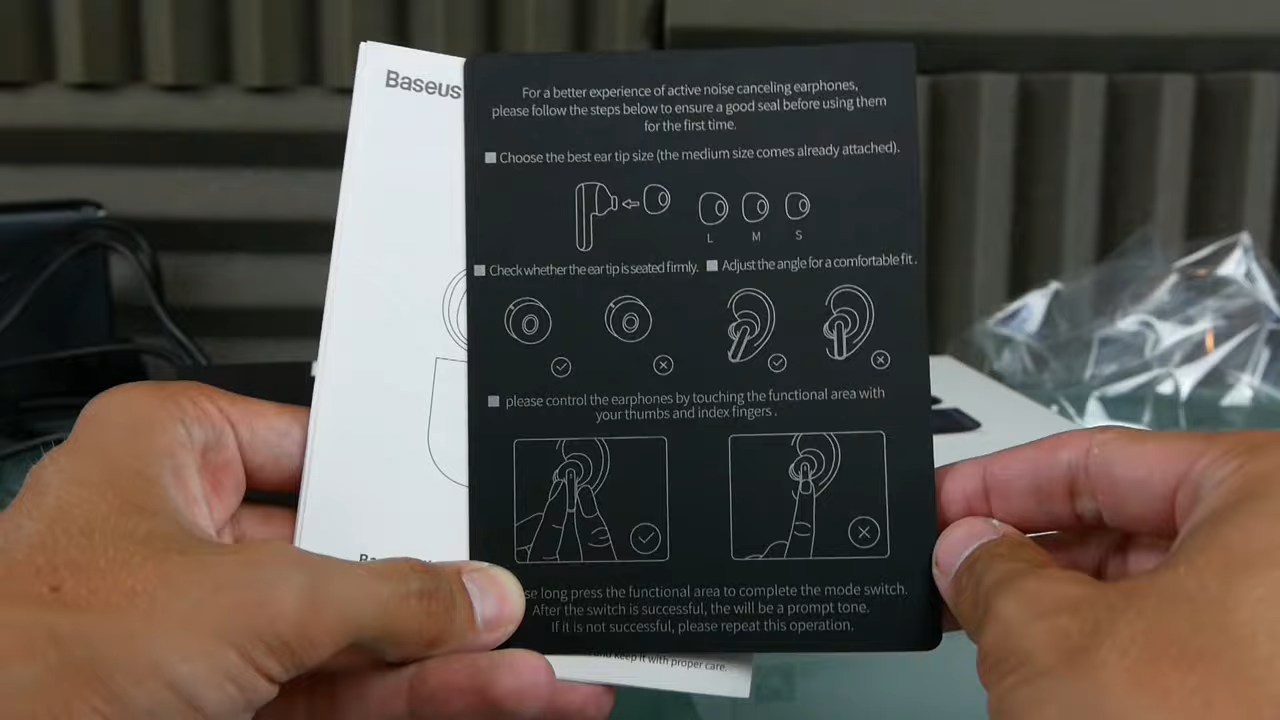 Baseus
For a better experience of active noise canceling earphones,
please follow the steps below to ensure a good seal before using them
for the first time.
Choose the best ear tip size (the medium size comes already attached).
L M S
Check whether the ear tip is seated firmly.
Adjust the angle for a comfortable fit.
please control the earphones by touching the functional area with
your thumbs and index fingers.
long press the functional area to complete the mode switch.
After the switch is successful, the will be a prompt tone.
If it is not successful, please repeat this operation.
and keep it with proper care.